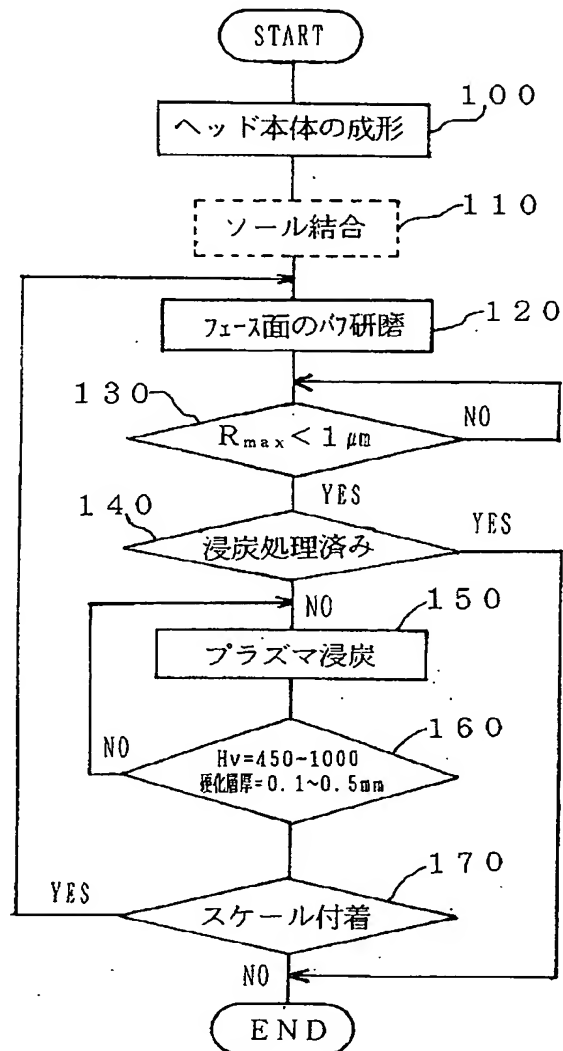 START
100
ヘッド本体の成形
110
ソール結合
フェース面のバフ研磨
120
130
Rmax<1μm
NO
YES
140
浸炭処理済み
YES
NO
150
プラズマ浸炭
160
NO
Hv=450~1000
硬化層厚=0.1~0.5mm
170
YES
スケール付着
NO
END